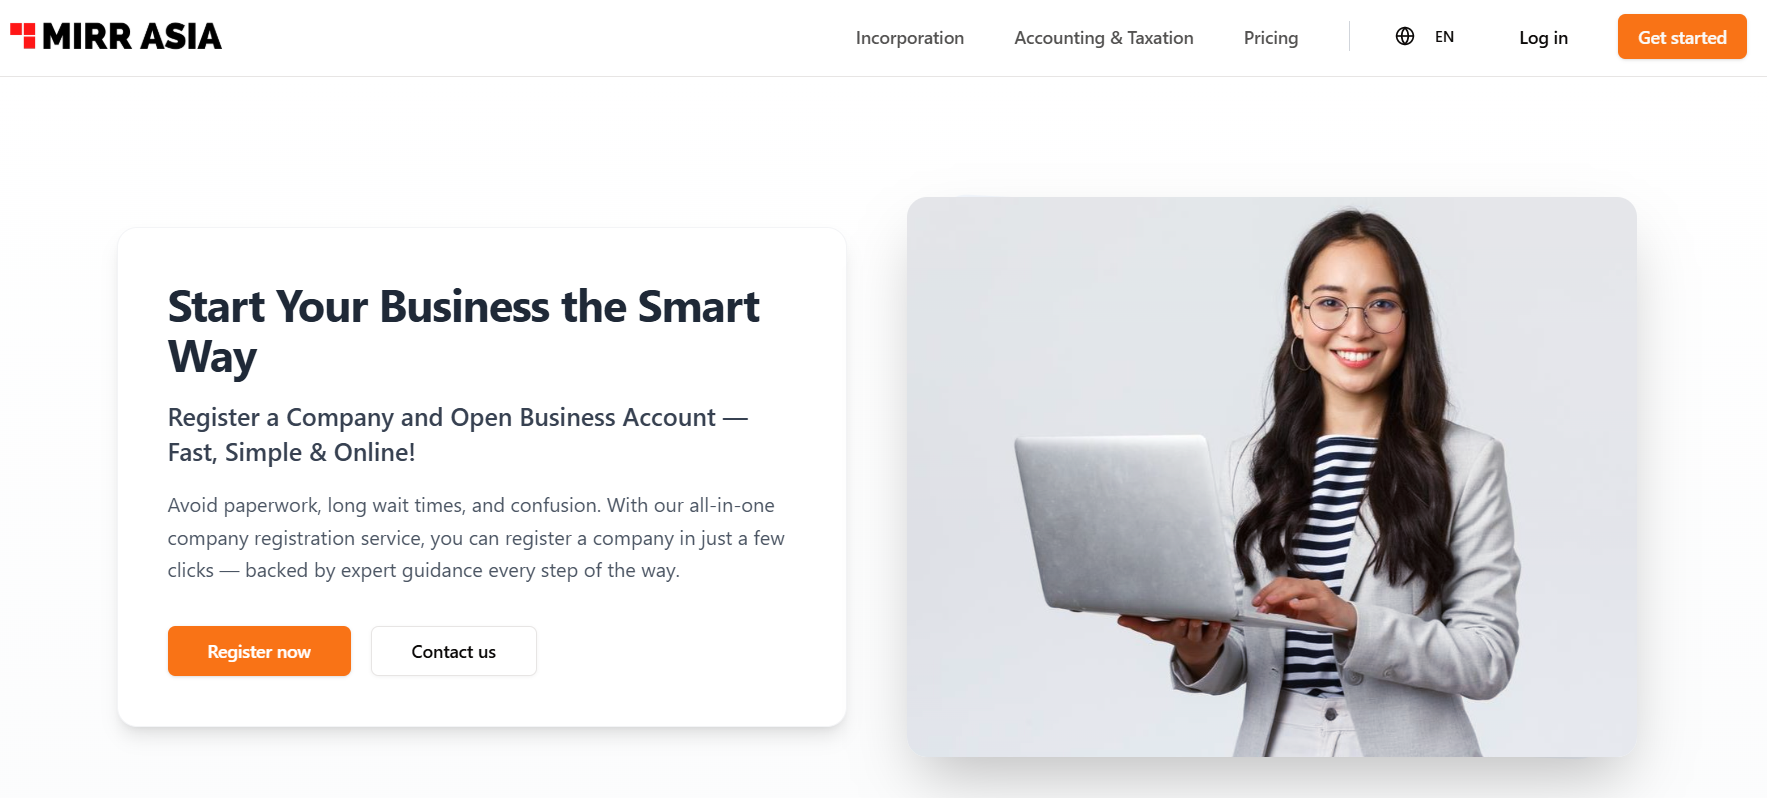 MIRR ASIA
Incorporation
Accounting & Taxation
Pricing
EN
Log in
Get started
Start Your Business the Smart
Way
Register a Company and Open Business Account —
Fast, Simple & Online!
Avoid paperwork, long wait times, and confusion. With our all-in-one
company registration service, you can register a company in just a few
clicks — backed by expert guidance every step of the way.
Register now
Contact us